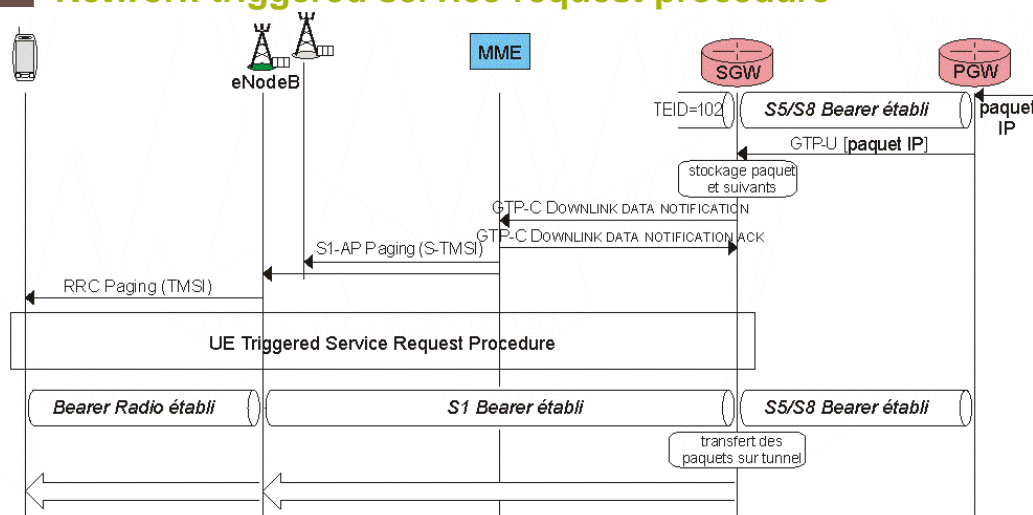 Network triggered service request procedure
eNodeB
MME
SGW
PGW
TEID=102
S5/S8 Bearer établi
paquet
IP
GTP-U [paquet IP]
stockage paquet
et suivants
GTP-C DOWNLINK DATA NOTIFICATION
GTP-C DOWNLINK DATA NOTIFICATION ACK
S1-AP Paging (S-TMSI)
RRC Paging (TMSI)
UE Triggered Service Request Procedure
Bearer Radio établi
S1 Bearer établi
S5/S8 Bearer établi
transfert des
paquets sur tunnel